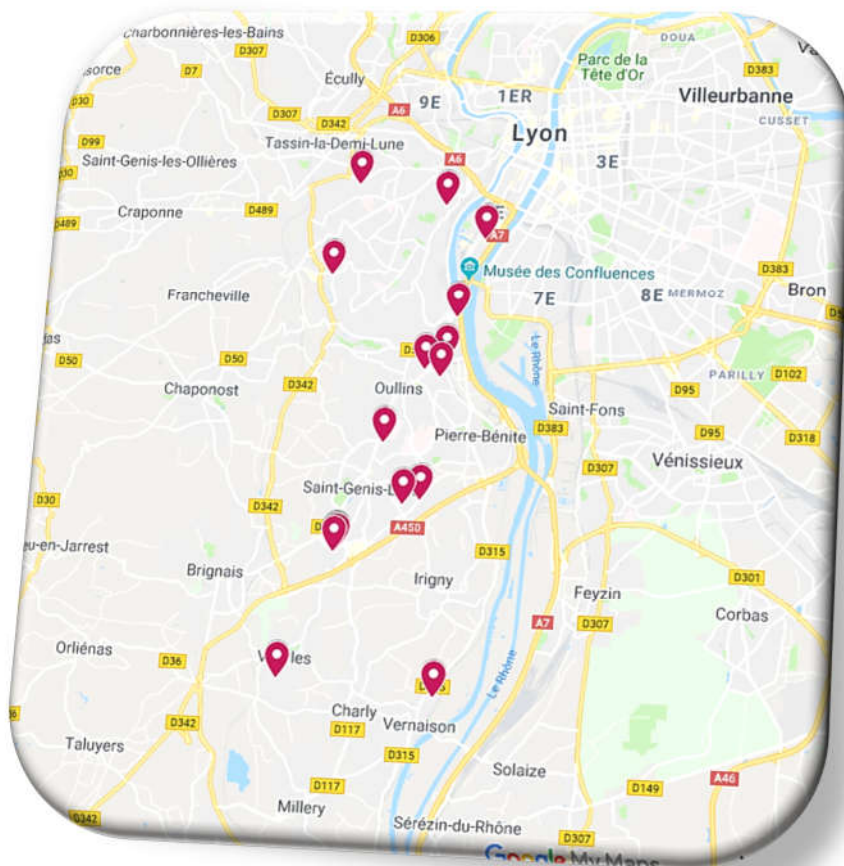 Charbonnières-les-Bains
D307
D306
DOUA
Parc de la
Tête d'Or
D7
Écully
9E
1ER
D383
Villeurbanne
CUSSET
A6
D307
D342
Lyon
D99
Tassin-la-Demi-Lune
A6
3E
Saint-Genis-les-Ollières
Craponne
D489
D489
A7
Musée des Confluences
D383
Francheville
7E
8E
MERMOZ
Bron
D50
D50
Le Rhône
PARILLY
D102
Chaponost
D342
Oullins
D95
Saint-Fons
Pierre-Bénite
D383
D95
D318
Vénissieux
D307
D30
Saint-Genis-L
D342
A450
D315
Brignais
Irigny
D301
Feyzin
Corbas
A7
D307
Orliénas
D36
Le Rhône
Charly
D342
D117
Vernaison
Taluyers
D315
Solaize
D117
D149
A46
Millery
D342
Sérézin-du-Rhône
D307
Google My Maps